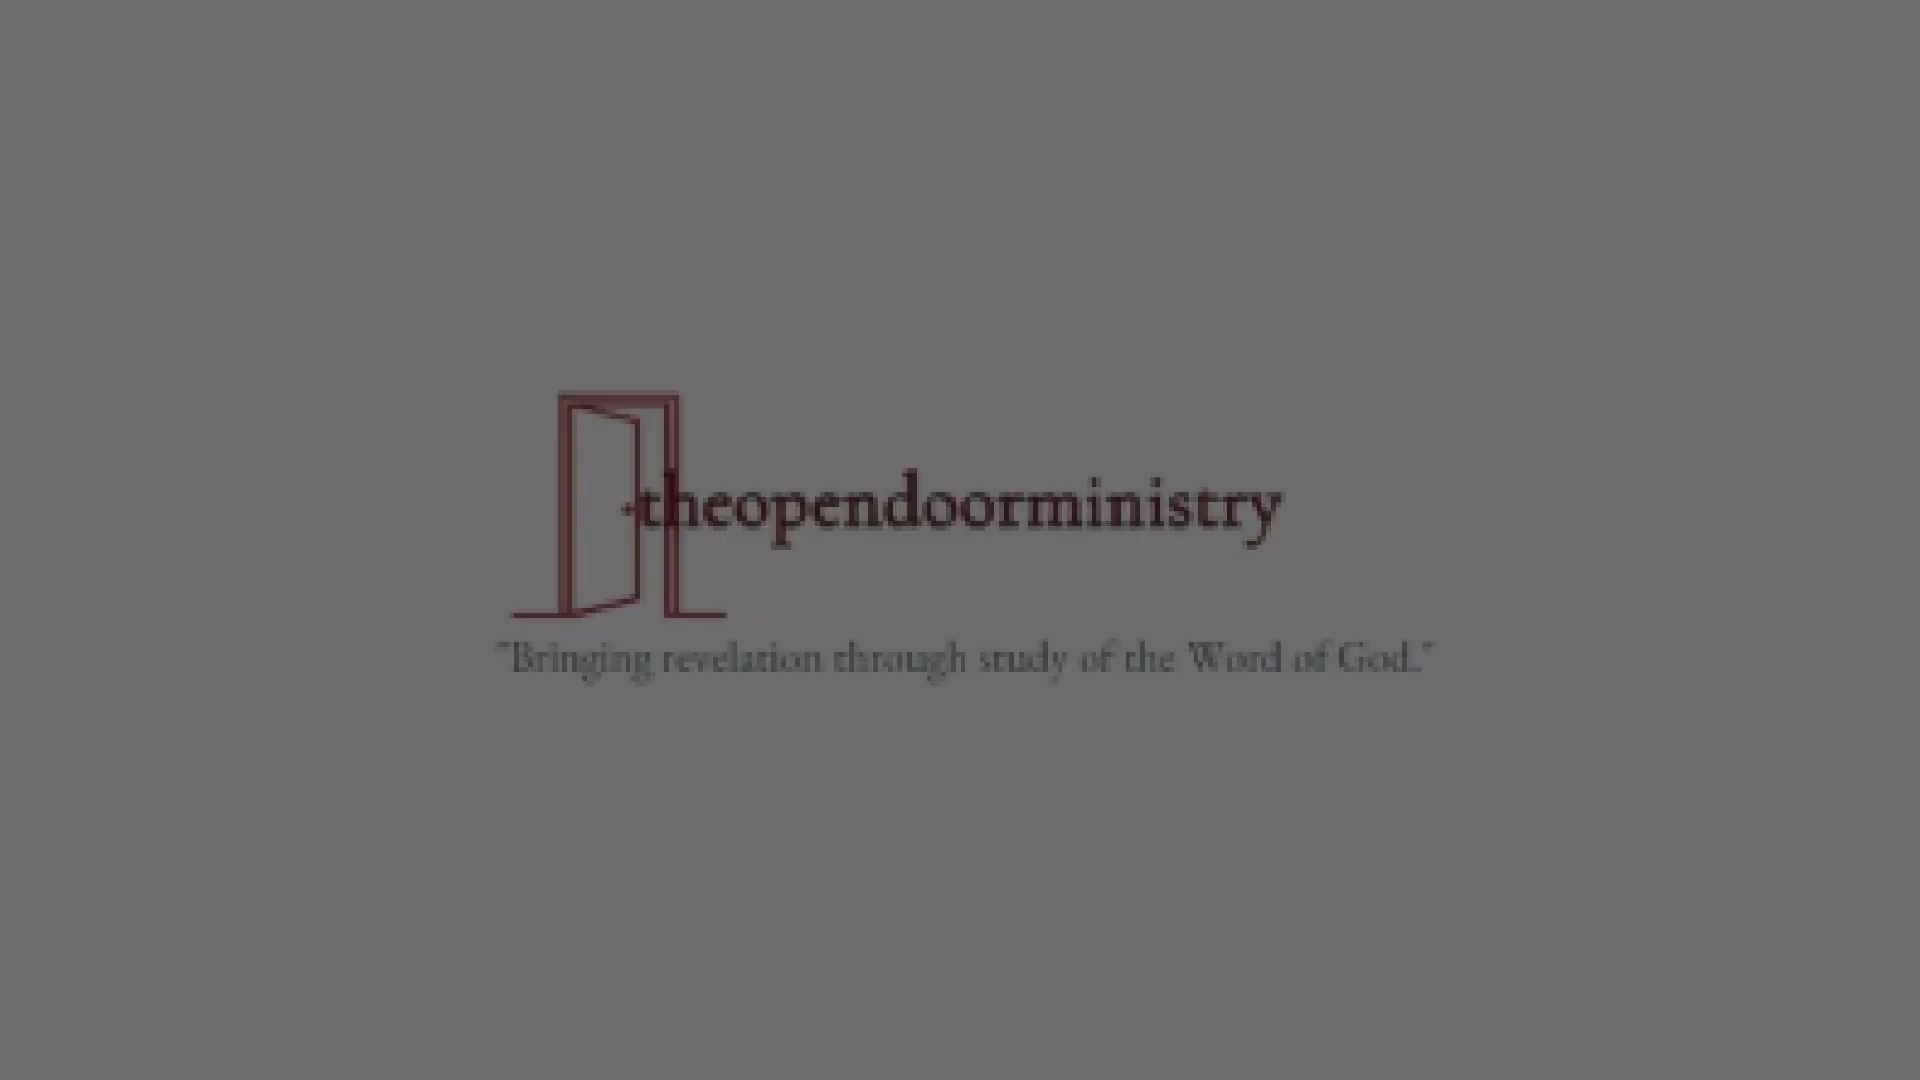 theopendoorministry
"Bringing revelation through study of the Word of God."